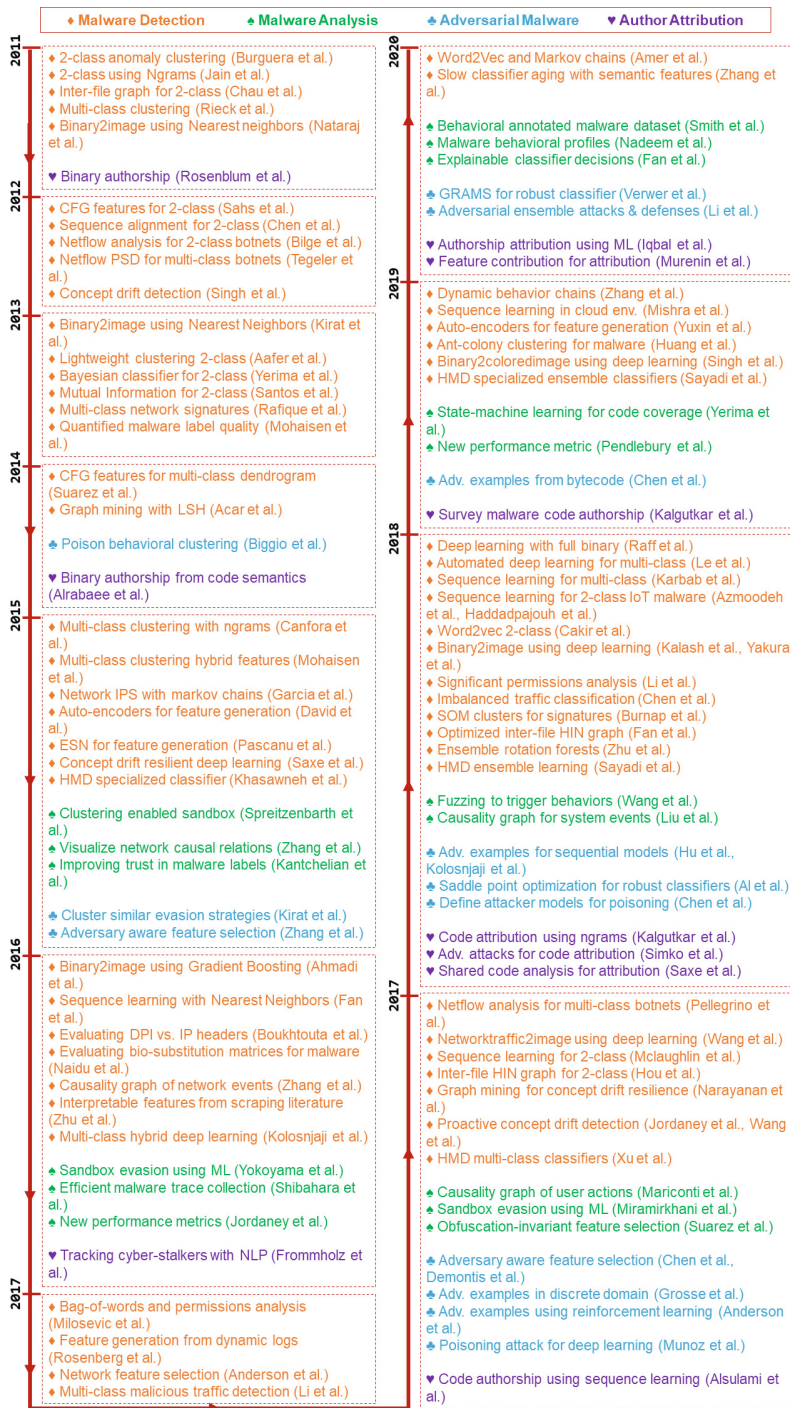 ♦ Malware Detection ♠ Malware Analysis ♣ Adversarial Malware ♥ Author Attribution
2011
♦ 2-class anomaly clustering (Burguera et al.)
♦ 2-class using Ngrams (Jain et al.)
♦ Inter-file graph for 2-class (Chau et al.)
♦ Multi-class clustering (Rieck et al.)
♦ Binary2image using Nearest neighbors (Nataraj
et al.)
♥ Binary authorship (Rosenblum et al.)
2012
♦ CFG features for 2-class (Sahs et al.)
♦ Sequence alignment for 2-class (Chen et al.)
♦ Netflow analysis for 2-class botnets (Bilge et al.)
♦ Netflow PSD for multi-class botnets (Tegeler et
al.)
♦ Concept drift detection (Singh et al.)
2013
♦ Binary2image using Nearest Neighbors (Kirat et
al.)
♦ Lightweight clustering 2-class (Aafer et al.)
♦ Bayesian classifier for 2-class (Yerima et al.)
♦ Mutual Information for 2-class (Santos et al.)
♦ Multi-class network signatures (Rafique et al.)
♦ Quantified malware label quality (Mohaisen et
al.)
2014
♦ CFG features for multi-class dendrogram
(Suarez et al.)
♦ Graph mining with LSH (Acar et al.)
♣ Poison behavioral clustering (Biggio et al.)
♥ Binary authorship from code semantics
(Alrabaee et al.)
2015
♦ Multi-class clustering with ngrams (Canfora et
al.)
♦ Multi-class clustering hybrid features (Mohaisen
et al.)
♦ Network IPS with markov chains (Garcia et al.)
♦ Auto-encoders for feature generation (David et
al.)
♦ ESN for feature generation (Pascanu et al.)
♦ Concept drift resilient deep learning (Saxe et al.)
♦ HMD specialized classifier (Khasawneh et al.)
♠ Clustering enabled sandbox (Spreitzenbarth et
al.)
♠ Visualize network causal relations (Zhang et al.)
♠ Improving trust in malware labels (Kantchelian et
al.)
♣ Cluster similar evasion strategies (Kirat et al.)
♣ Adversary aware feature selection (Zhang et al.)
2016
♦ Binary2image using Gradient Boosting (Ahmadi
et al.)
♦ Sequence learning with Nearest Neighbors (Fan
et al.)
♦ Evaluating DPI vs. IP headers (Boukhtouta et al.)
♦ Evaluating bio-substitution matrices for malware
(Naidu et al.)
♦ Causality graph of network events (Zhang et al.)
♦ Interpretable features from scraping literature
(Zhu et al.)
♦ Multi-class hybrid deep learning (Kolosnjaji et al.)
♠ Sandbox evasion using ML (Yokoyama et al.)
♠ Efficient malware trace collection (Shibahara et
al.)
♠ New performance metrics (Jordaney et al.)
♥ Tracking cyber-stalkers with NLP (Frommholz et
al.)
2017
♦ Bag-of-words and permissions analysis
(Milosevic et al.)
♦ Feature generation from dynamic logs
(Rosenberg et al.)
♦ Network feature selection (Anderson et al.)
♦ Multi-class malicious traffic detection (Li et al.)
2020
♦ Word2Vec and Markov chains (Amer et al.)
♦ Slow classifier aging with semantic features (Zhang et
al.)
♠ Behavioral annotated malware dataset (Smith et al.)
♠ Malware behavioral profiles (Nadeem et al.)
♠ Explainable classifier decisions (Fan et al.)
♣ GRAMS for robust classifier (Verwer et al.)
♣ Adversarial ensemble attacks & defenses (Li et al.)
♥ Authorship attribution using ML (Iqbal et al.)
♥ Feature contribution for attribution (Murenin et al.)
2019
♦ Dynamic behavior chains (Zhang et al.)
♦ Sequence learning in cloud env. (Mishra et al.)
♦ Auto-encoders for feature generation (Yuxin et al.)
♦ Ant-colony clustering for malware (Huang et al.)
♦ Binary2coloredimage using deep learning (Singh et al.)
♦ HMD specialized ensemble classifiers (Sayadi et al.)
♠ State-machine learning for code coverage (Yerima et
al.)
♠ New performance metric (Pendlebury et al.)
♣ Adv. examples from bytecode (Chen et al.)
♥ Survey malware code authorship (Kalgutkar et al.)
2018
♦ Deep learning with full binary (Raff et al.)
♦ Automated deep learning for multi-class (Le et al.)
♦ Sequence learning for multi-class (Karbab et al.)
♦ Sequence learning for 2-class IoT malware (Azmoodeh
et al., Haddadpajouh et al.)
♦ Word2vec 2-class (Cakir et al.)
♦ Binary2image using deep learning (Kalash et al., Yakura
et al.)
♦ Significant permissions analysis (Li et al.)
♦ Imbalanced traffic classification (Chen et al.)
♦ SOM clusters for signatures (Burnap et al.)
♦ Optimized inter-file HIN graph (Fan et al.)
♦ Ensemble rotation forests (Zhu et al.)
♦ HMD ensemble learning (Sayadi et al.)
♠ Fuzzing to trigger behaviors (Wang et al.)
♠ Causality graph for system events (Liu et al.)
♣ Adv. examples for sequential models (Hu et al.,
Kolosnjaji et al.)
♣ Saddle point optimization for robust classifiers (Al et al.)
♣ Define attacker models for poisoning (Chen et al.)
♥ Code attribution using ngrams (Kalgutkar et al.)
♥ Adv. attacks for code attribution (Simko et al.)
♥ Shared code analysis for attribution (Saxe et al.)
2017
♦ Netflow analysis for multi-class botnets (Pellegrino et
al.)
♦ Networktraffic2image using deep learning (Wang et al.)
♦ Sequence learning for 2-class (Mclaughlin et al.)
♦ Inter-file HIN graph for 2-class (Hou et al.)
♦ Graph mining for concept drift resilience (Narayanan et
al.)
♦ Proactive concept drift detection (Jordaney et al., Wang
et al.)
♦ HMD multi-class classifiers (Xu et al.)
♠ Causality graph of user actions (Mariconti et al.)
♠ Sandbox evasion using ML (Miramirkhani et al.)
♠ Obfuscation-invariant feature selection (Suarez et al.)
♣ Adversary aware feature selection (Chen et al.,
Demontis et al.)
♣ Adv. examples in discrete domain (Grosse et al.)
♣ Adv. examples using reinforcement learning (Anderson
et al.)
♣ Poisoning attack for deep learning (Munoz et al.)
♥ Code authorship using sequence learning (Alsulami et
al.)